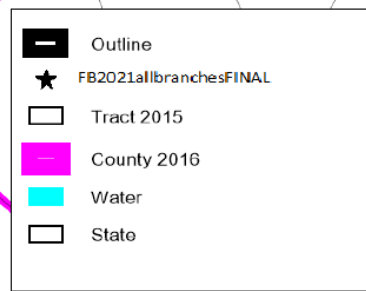 Outline
FB2021allbranchesFINAL
Tract 2015
County 2016
Water
State